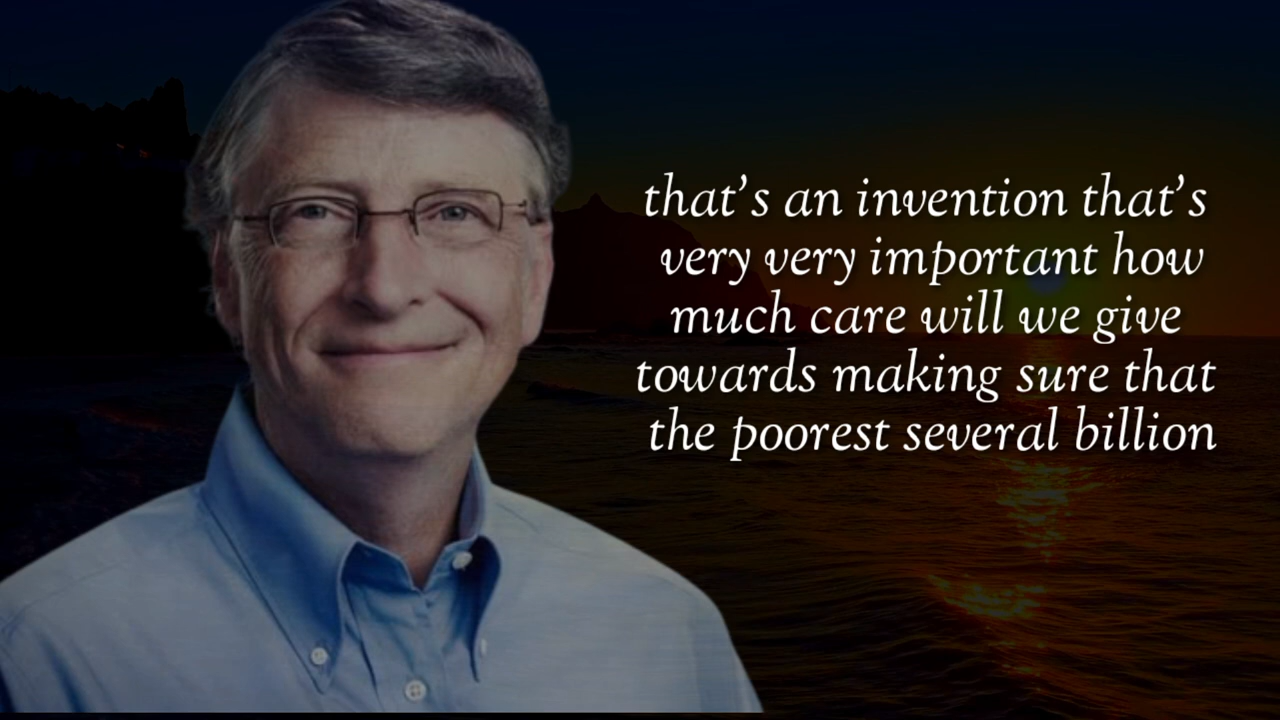 that’s an invention that’s
very very important how
much care will we give
towards making sure that
the poorest several billion